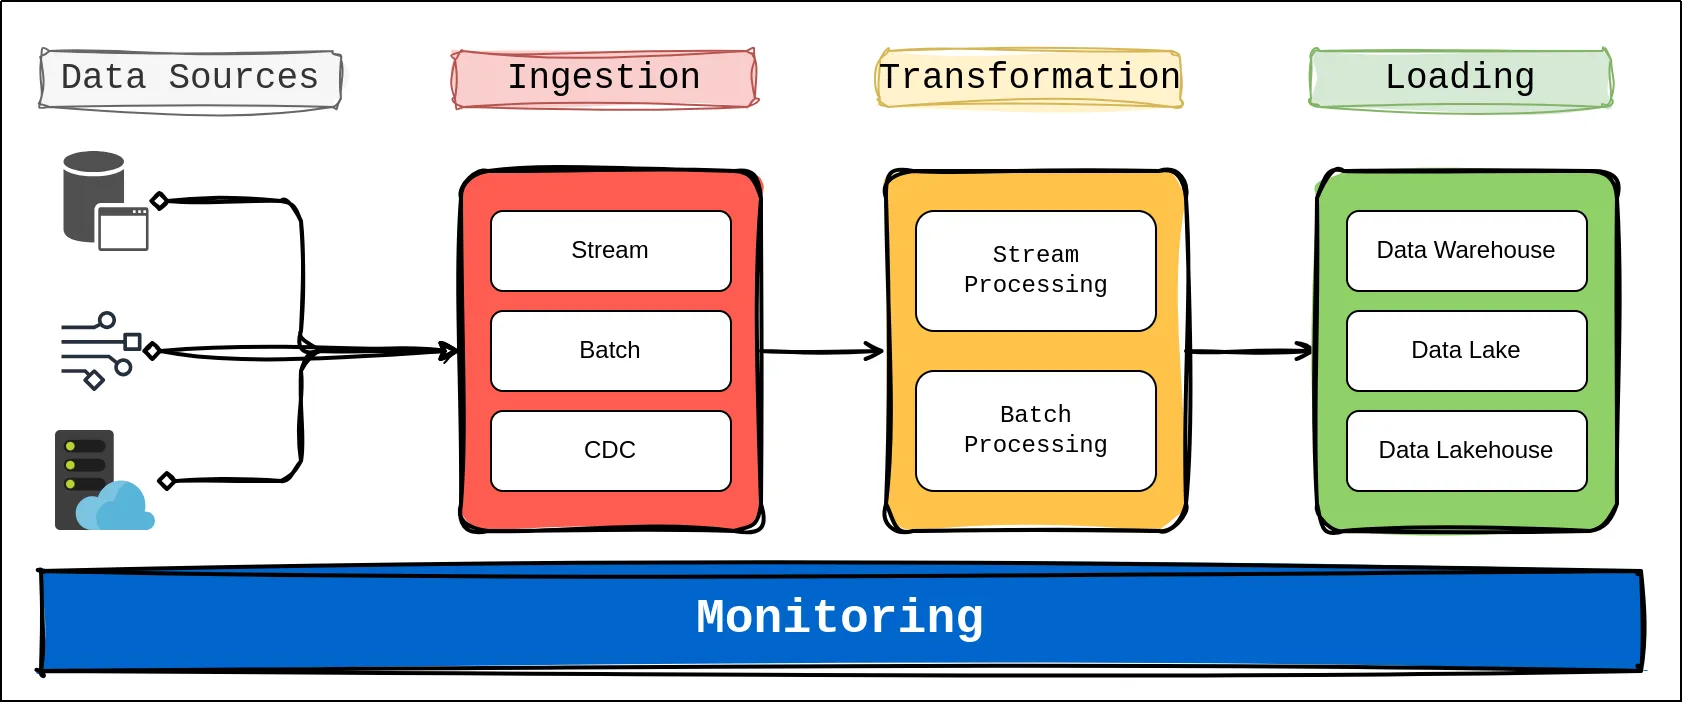 Data Sources
Ingestion
Transformation
Loading
Stream
Batch
CDC
Stream
Processing
Batch
Processing
Data Warehouse
Data Lake
Data Lakehouse
Monitoring